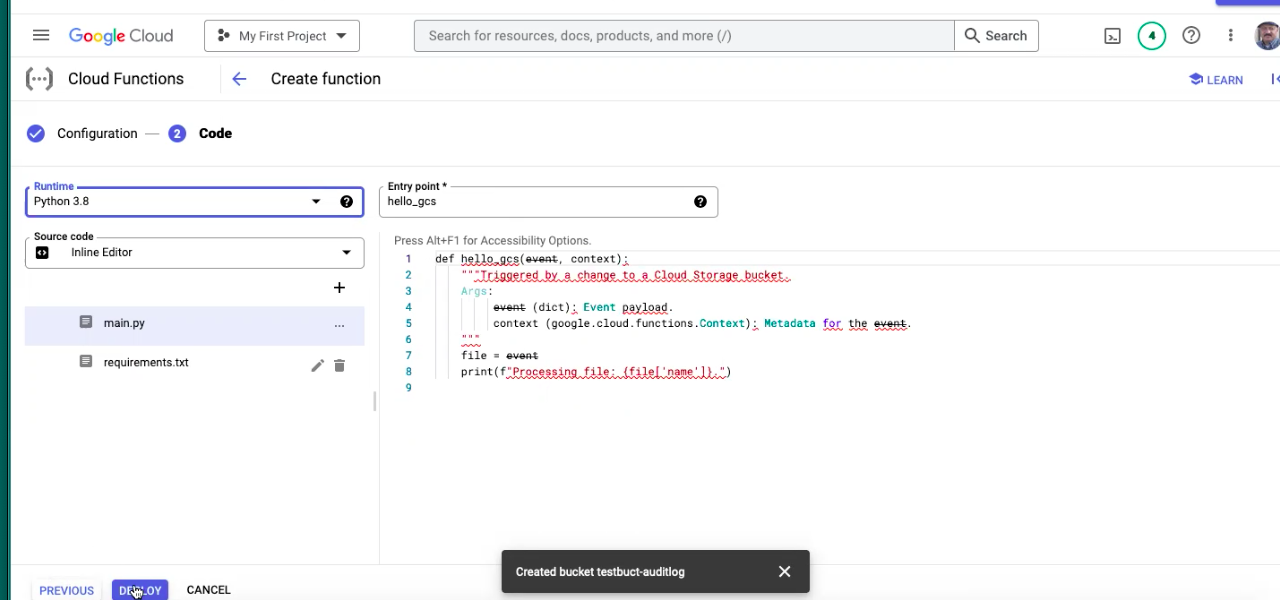 Google Cloud
My First Project
Search for resources, docs, products, and more (/)
Search
4
Cloud Functions
Create function
LEARN
Configuration
2
Code
Runtime
Python 3.8
Entry point *
hello_gcs
Source code
Inline Editor
main.py
...
requirements.txt
Press Alt+F1 for Accessibility Options.
1 def hello_gcs(event, context):
2 """Triggered by a change to a Cloud Storage bucket.
3 Args:
4 event (dict): Event payload.
5 context (google.cloud.functions.Context): Metadata for the event.
6 """
7 file = event
8 print(f"Processing file: {file['name']}.")
9
Created bucket testbuct-auditlog
PREVIOUS
DEPLOY
CANCEL